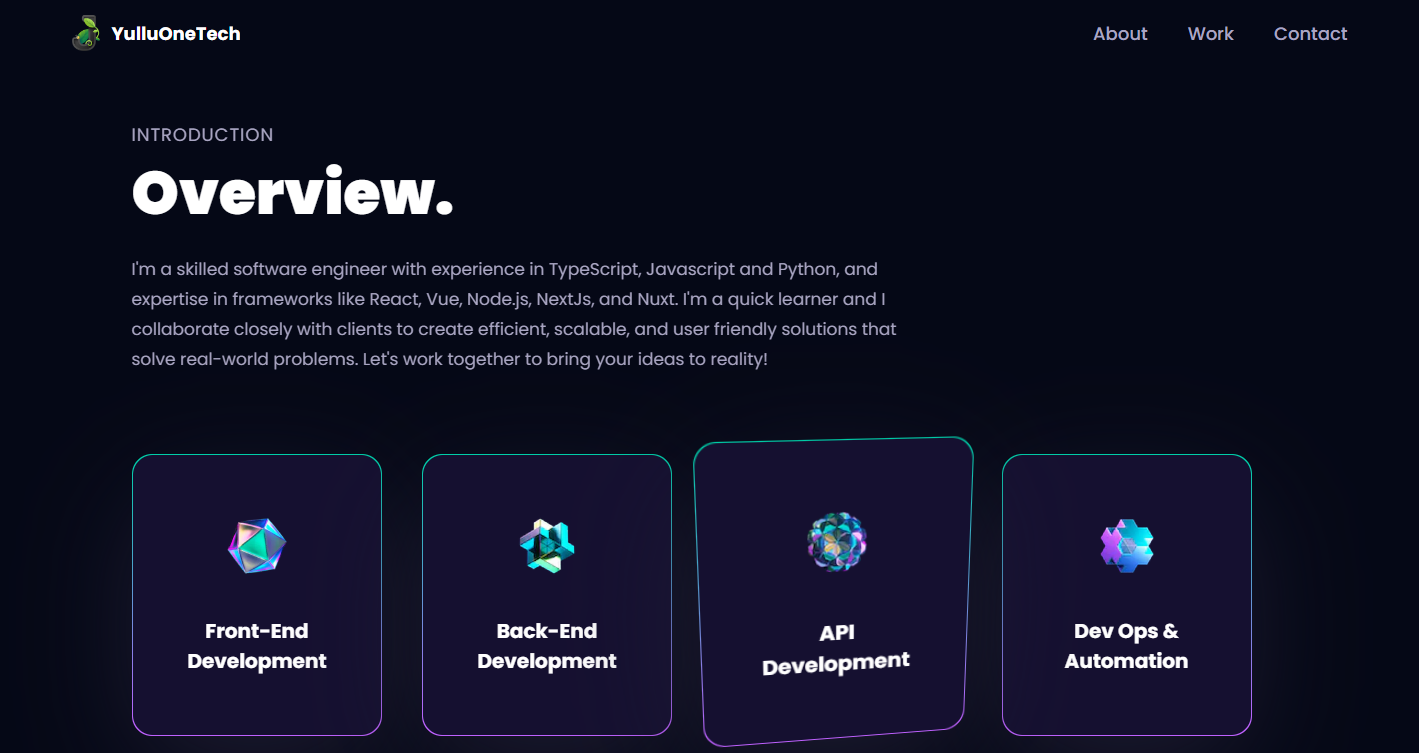 YulluOneTech
About Work Contact
INTRODUCTION
Overview.
I'm a skilled software engineer with experience in TypeScript, Javascript and Python, and
expertise in frameworks like React, Vue, Node.js, NextJs, and Nuxt. I'm a quick learner and I
collaborate closely with clients to create efficient, scalable, and user friendly solutions that
solve real-world problems. Let's work together to bring your ideas to reality!
Front-End
Development
Back-End
Development
API
Development
Dev Ops &
Automation